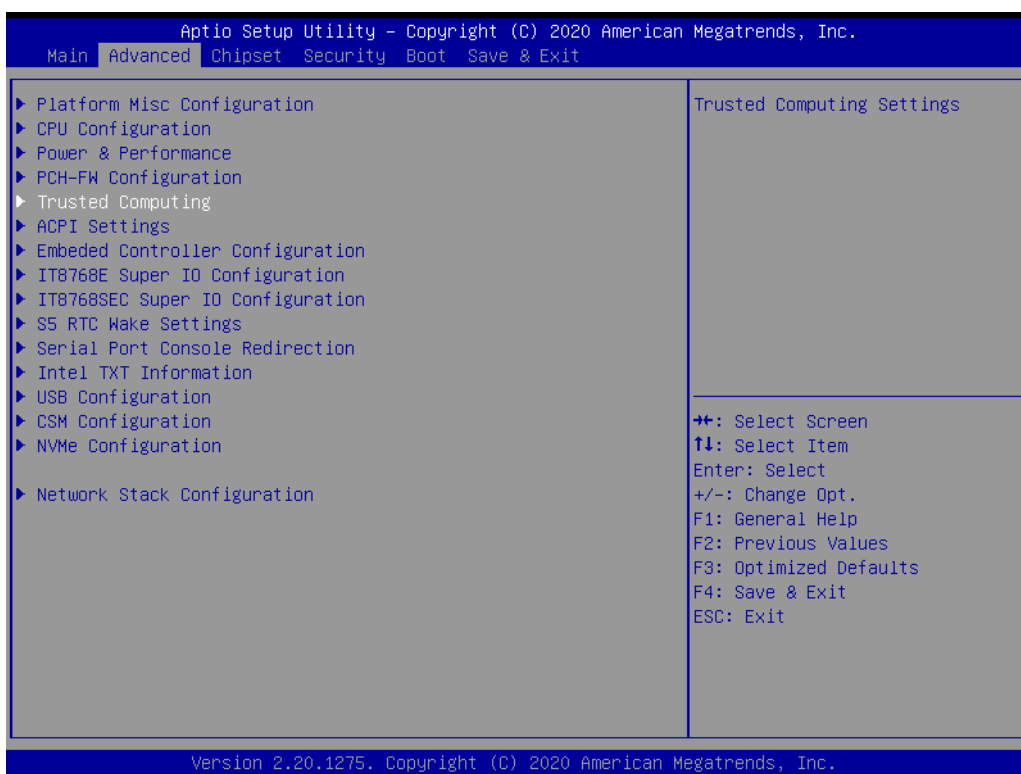 Aptio Setup Utility – Copyright (C) 2020 American Megatrends, Inc.
Main Advanced Chipset Security Boot Save & Exit
▶ Platform Misc Configuration
▶ CPU Configuration
▶ Power & Performance
▶ PCH-FW Configuration
▶ Trusted Computing
▶ ACPI Settings
▶ Embeded Controller Configuration
▶ IT8768E Super IO Configuration
▶ IT8768SEC Super IO Configuration
▶ S5 RTC Wake Settings
▶ Serial Port Console Redirection
▶ Intel TXT Information
▶ USB Configuration
▶ CSM Configuration
▶ NVMe Configuration
▶ Network Stack Configuration
Trusted Computing Settings
→←: Select Screen
↑↓: Select Item
Enter: Select
+/-: Change Opt.
F1: General Help
F2: Previous Values
F3: Optimized Defaults
F4: Save & Exit
ESC: Exit
Version 2.20.1275. Copyright (C) 2020 American Megatrends, Inc.